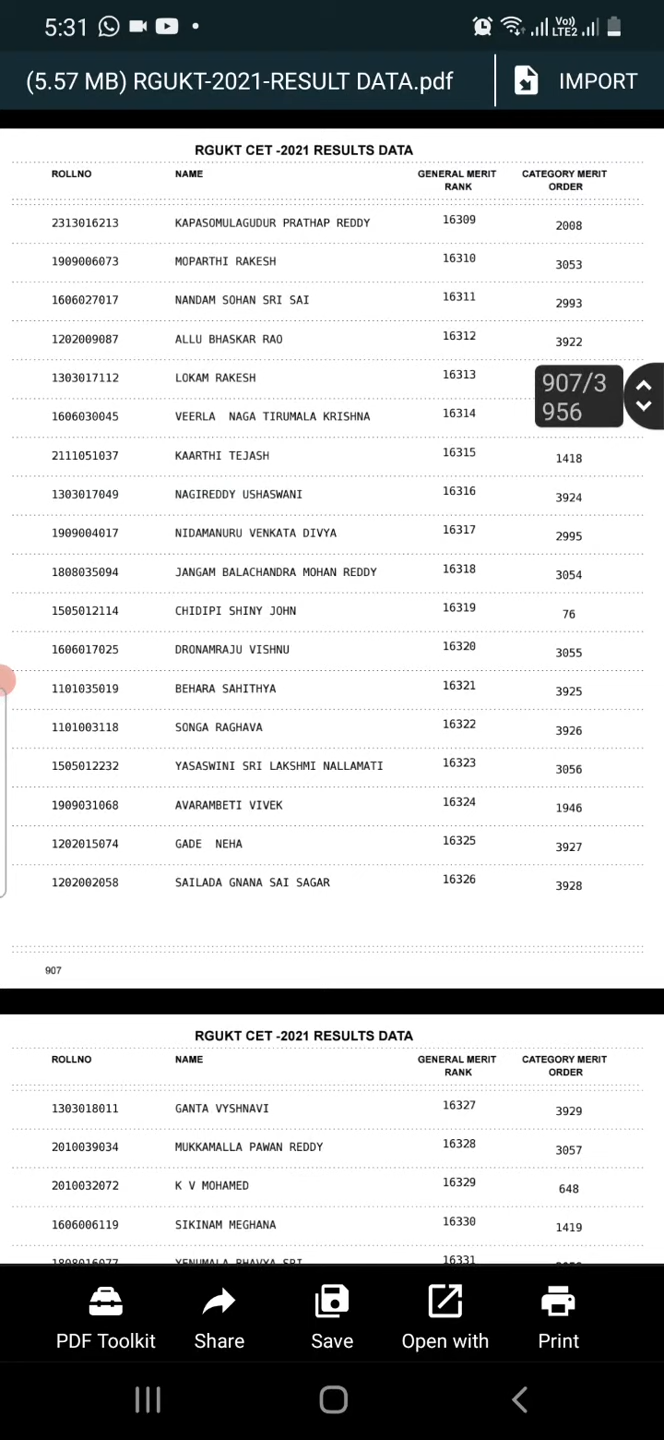 5:31
Vo))
LTE2
(5.57 MB) RGUKT-2021-RESULT DATA.pdf IMPORT
RGUKT CET -2021 RESULTS DATA
ROLLNO NAME GENERAL MERIT RANK CATEGORY MERIT ORDER
2313016213 KAPASOMULAGUDUR PRATHAP REDDY 16309 2008
1909006073 MOPARTHI RAKESH 16310 3053
1606027017 NANDAM SOHAN SRI SAI 16311 2993
1202009087 ALLU BHASKAR RAO 16312 3922
1303017112 LOKAM RAKESH 16313
907/3
956
1606030045 VEERLA NAGA TIRUMALA KRISHNA 16314
2111051037 KAARTHI TEJASH 16315 1418
1303017049 NAGIREDDY USHASWANI 16316 3924
1909004017 NIDAMANURU VENKATA DIVYA 16317 2995
1808035094 JANGAM BALACHANDRA MOHAN REDDY 16318 3054
1505012114 CHIDIPI SHINY JOHN 16319 76
1606017025 DRONAMRAJU VISHNU 16320 3055
1101035019 BEHARA SAHITHYA 16321 3925
1101003118 SONGA RAGHAVA 16322 3926
1505012232 YASASWINI SRI LAKSHMI NALLAMATI 16323 3056
1909031068 AVARAMBETI VIVEK 16324 1946
1202015074 GADE NEHA 16325 3927
1202002058 SAILADA GNANA SAI SAGAR 16326 3928
907
RGUKT CET -2021 RESULTS DATA
ROLLNO NAME GENERAL MERIT RANK CATEGORY MERIT ORDER
1303018011 GANTA VYSHNAVI 16327 3929
2010039034 MUKKAMALLA PAWAN REDDY 16328 3057
2010032072 K V MOHAMED 16329 648
1606006119 SIKINAM MEGHANA 16330 1419
1808016077 YENUMALA BHAVYA SRI 16331
PDF Toolkit Share Save Open with Print